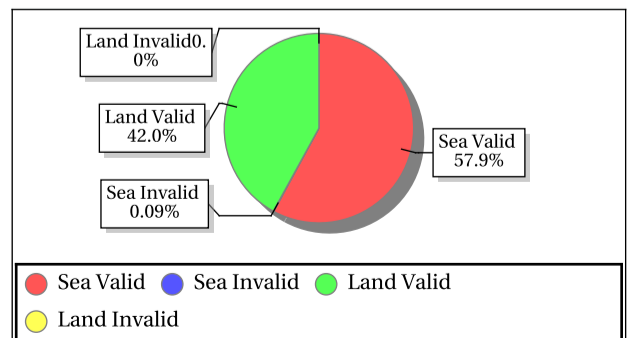 Land Invalid0.
0%
Land Valid
42.0%
Sea Valid
57.9%
Sea Invalid
0.09%
Sea Valid Sea Invalid Land Valid
Land Invalid